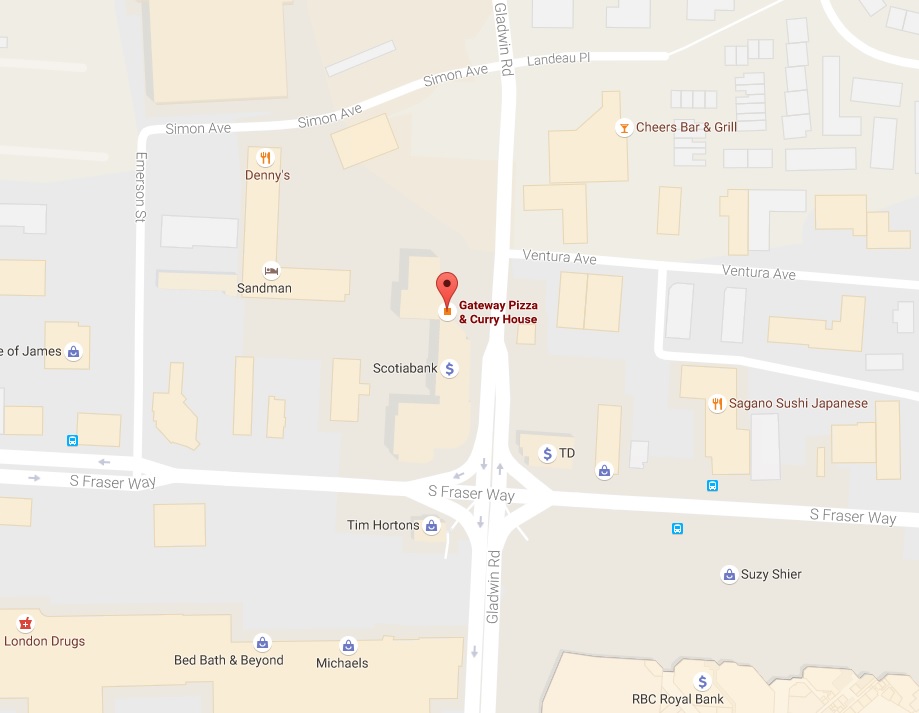 Gladwin Rd
Landeau Pl
Simon Ave
Simon Ave
Simon Ave
Cheers Bar & Grill
Emerson St
Denny's
Ventura Ave
Ventura Ave
Sandman
Gateway Pizza
& Curry House
e of James
Scotiabank
Sagano Sushi Japanese
TD
S Fraser Way
S Fraser Way
S Fraser Way
Tim Hortons
Gladwin Rd
Suzy Shier
London Drugs
Bed Bath & Beyond
Michaels
RBC Royal Bank